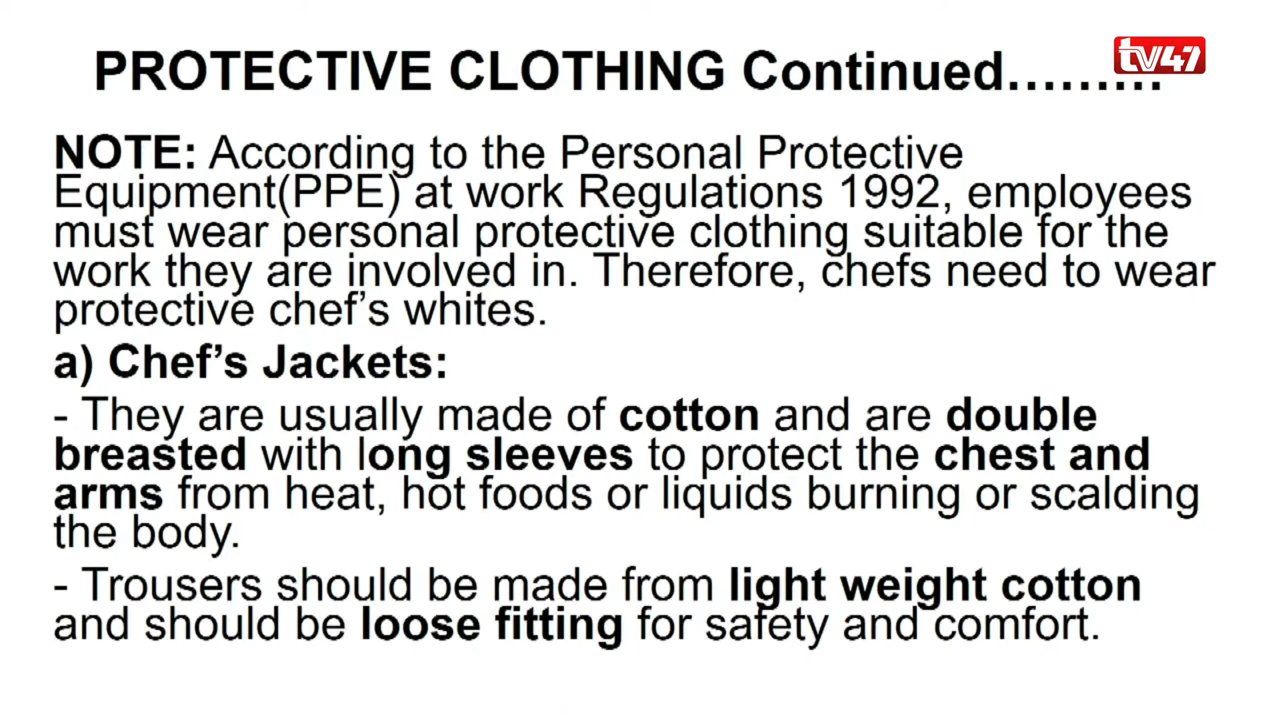 tv47
PROTECTIVE CLOTHING Continued.........
NOTE: According to the Personal Protective
Equipment(PPE) at work Regulations 1992, employees
must wear personal protective clothing suitable for the
work they are involved in. Therefore, chefs need to wear
protective chef's whites.
a) Chef's Jackets:
- They are usually made of cotton and are double
breasted with long sleeves to protect the chest and
arms from heat, hot foods or liquids burning or scalding
the body.
- Trousers should be made from light weight cotton
and should be loose fitting for safety and comfort.